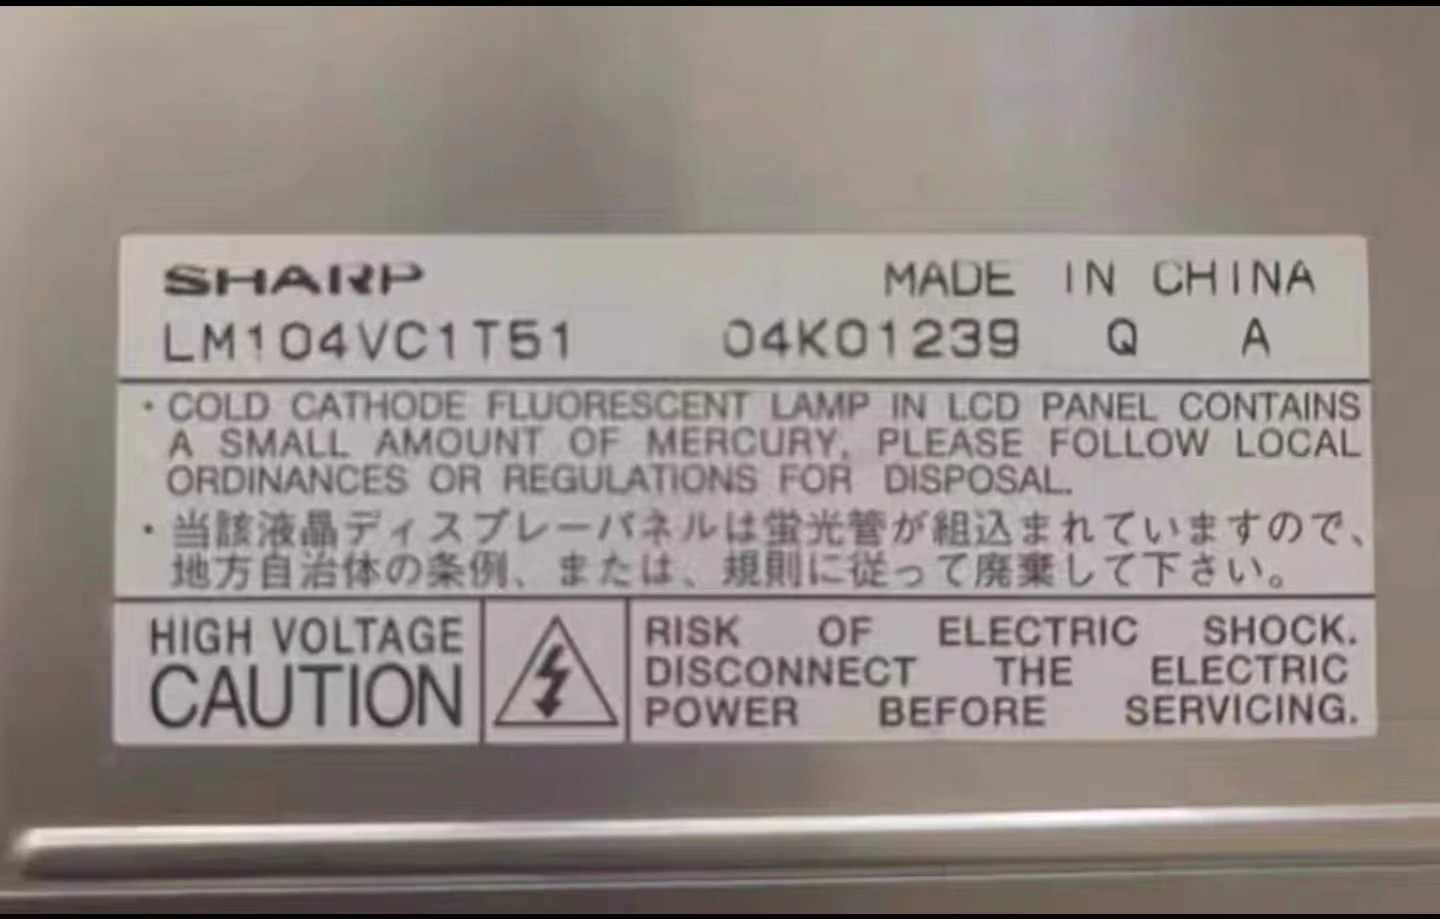 SHARP MADE IN CHINA
LM104VC1T51 04K01239 Q A
・COLD CATHODE FLUORESCENT LAMP IN LCD PANEL CONTAINS
A SMALL AMOUNT OF MERCURY, PLEASE FOLLOW LOCAL
ORDINANCES OR REGULATIONS FOR DISPOSAL.
・当該液晶ディスプレーパネルは蛍光管が組込まれていますので、
地方自治体の条例、または、規則に従って廃棄して下さい。
HIGH VOLTAGE
CAUTION
RISK OF ELECTRIC SHOCK.
DISCONNECT THE ELECTRIC
POWER BEFORE SERVICING.